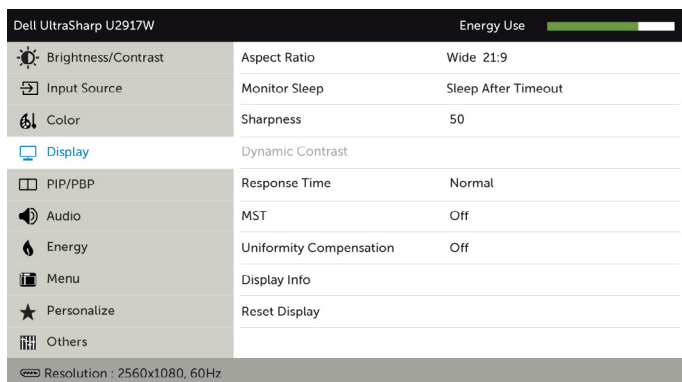 Dell UltraSharp U2917W Energy Use
Brightness/Contrast
Input Source
Color
Display
PIP/PBP
Audio
Energy
Menu
Personalize
Others
Aspect Ratio Wide 21:9
Monitor Sleep Sleep After Timeout
Sharpness 50
Dynamic Contrast
Response Time Normal
MST Off
Uniformity Compensation Off
Display Info
Reset Display
Resolution : 2560x1080, 60Hz